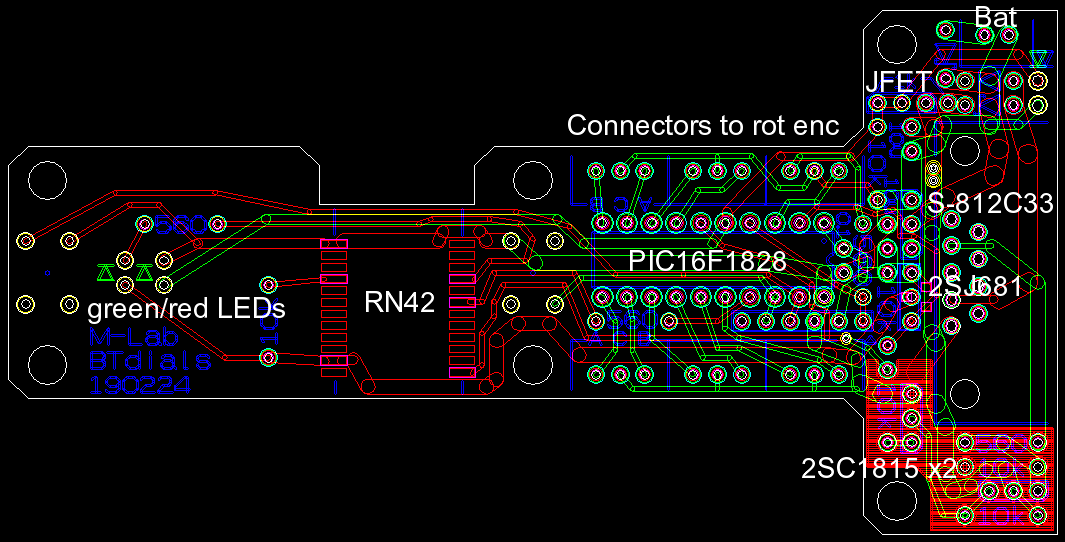 Bat
JFET
Connectors to rot enc
S-812C33
PIC16F1828
2SJ681
green/red LEDs
RN42
M-Lab
BTdials
190224
2SC1815 x2